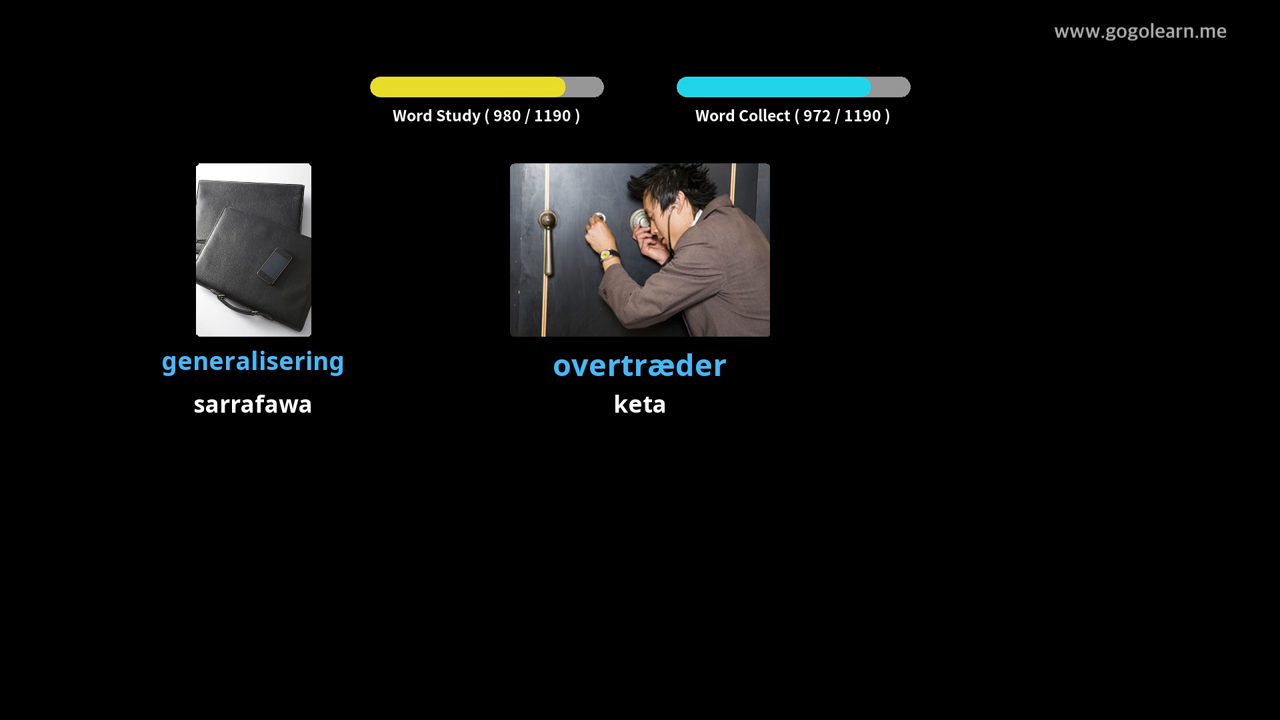 www.gogolearn.me
Word Study ( 980 / 1190 )
Word Collect ( 972 / 1190 )
generalisering
sarrafawa
overtræder
keta